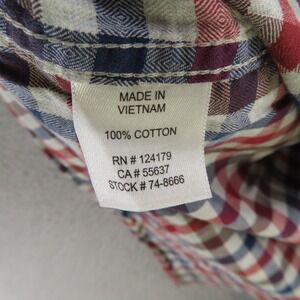 MADE IN
VIETNAM
100% COTTON
RN # 124179
CA # 55637
STOCK # 74-8666